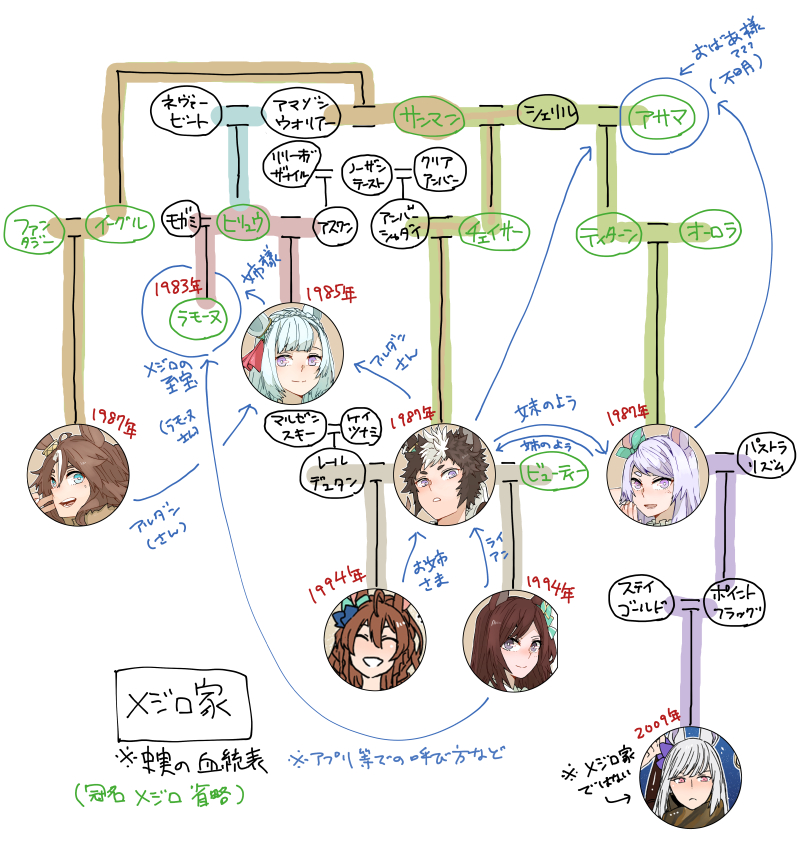 おばあ様
???
(不明)
ネヴァー
ビート
アマゾン
ウォリアー
サンマン
シェリル
アサマ
リリーオブ
ザナイル
ノーザン
テースト
クリア
アンバー
ファン
タジー
イーグル
モガミ
ヒリュウ
アスワン
アンバー
シャダイ
チェイサー
ティターン
オーロラ
姉様
1983年
1985年
ラモーヌ
メジロの
至宝
アルダン
さん
1987年
(ラモーヌ
さん)
マルゼン
スキー
ケイ
ツナミ
1987年
妹のよう
姉のよう
1987年
パストラ
リズム
レール
デュタン
ビューティー
アルダン
(さん)
お姉
さま
ライ
アン
1994年
1994年
ステイ
ゴールド
ポイント
フラッグ
メジロ家
※史実の血統表
(冠名 メジロ 省略)
※アプリ等での呼び方など
2009年
※メジロ家
ではない